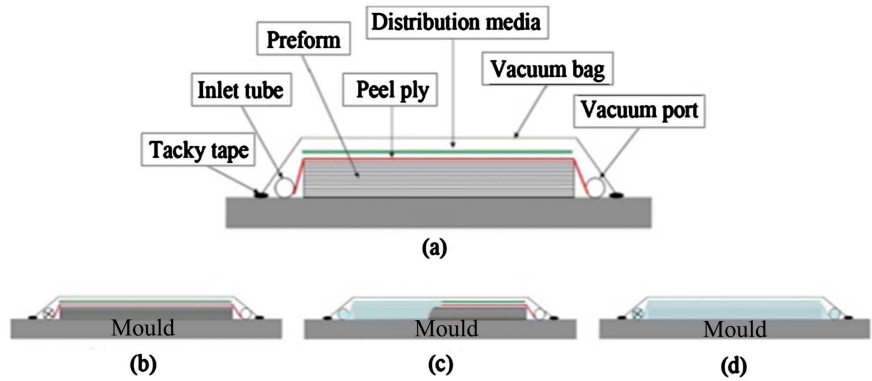 Distribution media
Preform
Vacuum bag
Inlet tube
Peel ply
Vacuum port
Tacky tape
(a)
Mould
Mould
Mould
(b)
(c)
(d)